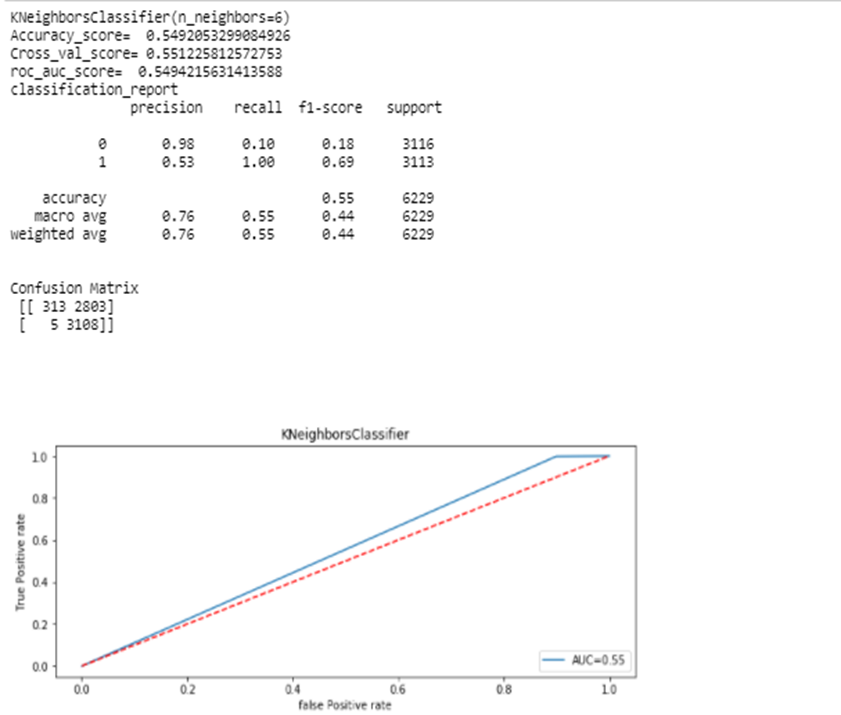 KNeighborsClassifier(n_neighbors=6)
Accuracy_score=  0.5492053299084926
Cross_val_score= 0.551225812572753
roc_auc_score=  0.5494215631413588
classification_report
precision    recall  f1-score   support
0       0.98      0.10      0.18      3116
1       0.53      1.00      0.69      3113
accuracy                           0.55      6229
macro avg       0.76      0.55      0.44      6229
weighted avg       0.76      0.55      0.44      6229
Confusion Matrix
[[ 313 2803]
[   5 3108]]
KNeighborsClassifier
1.0
0.8
0.6
0.4
0.2
0.0
True Positive rate
AUC=0.55
0.0 0.2 0.4 0.6 0.8 1.0
false Positive rate